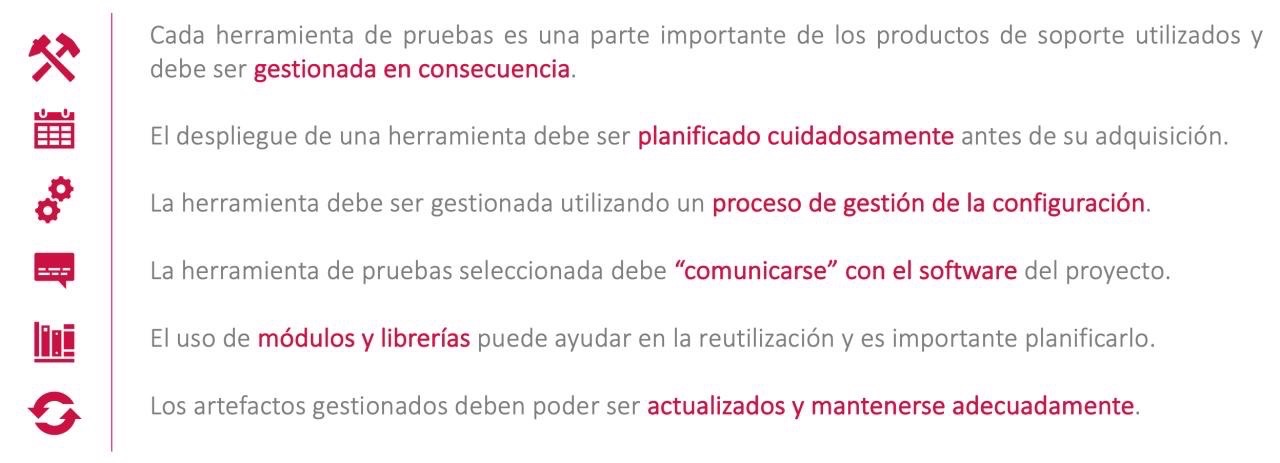 Cada herramienta de pruebas es una parte importante de los productos de soporte utilizados y
debe ser gestionada en consecuencia.
El despliegue de una herramienta debe ser planificado cuidadosamente antes de su adquisición.
La herramienta debe ser gestionada utilizando un proceso de gestión de la configuración.
La herramienta de pruebas seleccionada debe “comunicarse” con el software del proyecto.
El uso de módulos y librerías puede ayudar en la reutilización y es importante planificarlo.
Los artefactos gestionados deben poder ser actualizados y mantenerse adecuadamente.